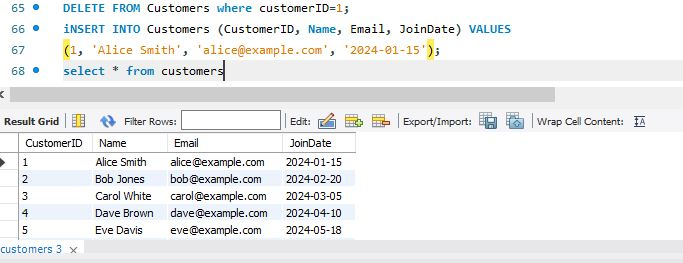 65 DELETE FROM Customers where customerID=1;
66 iNSERT INTO Customers (CustomerID, Name, Email, JoinDate) VALUES
67 (1, 'Alice Smith', 'alice@example.com', '2024-01-15');
68 select * from customers
Result Grid Filter Rows: Edit: Export/Import: Wrap Cell Content: IA
CustomerID Name Email JoinDate
1 Alice Smith alice@example.com 2024-01-15
2 Bob Jones bob@example.com 2024-02-20
3 Carol White carol@example.com 2024-03-05
4 Dave Brown dave@example.com 2024-04-10
5 Eve Davis eve@example.com 2024-05-18
customers 3 ×